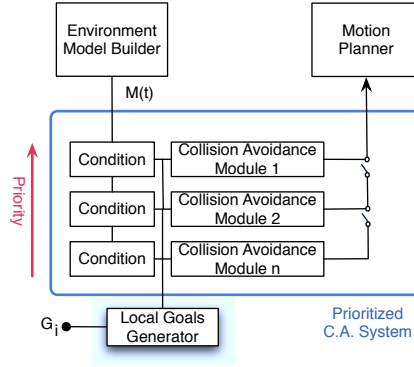 Environment
Model Builder
Motion
Planner
M(t)
Priority
Condition
Collision Avoidance
Module 1
Condition
Collision Avoidance
Module 2
Condition
Collision Avoidance
Module n
Gi
Local Goals
Generator
Prioritized
C.A. System